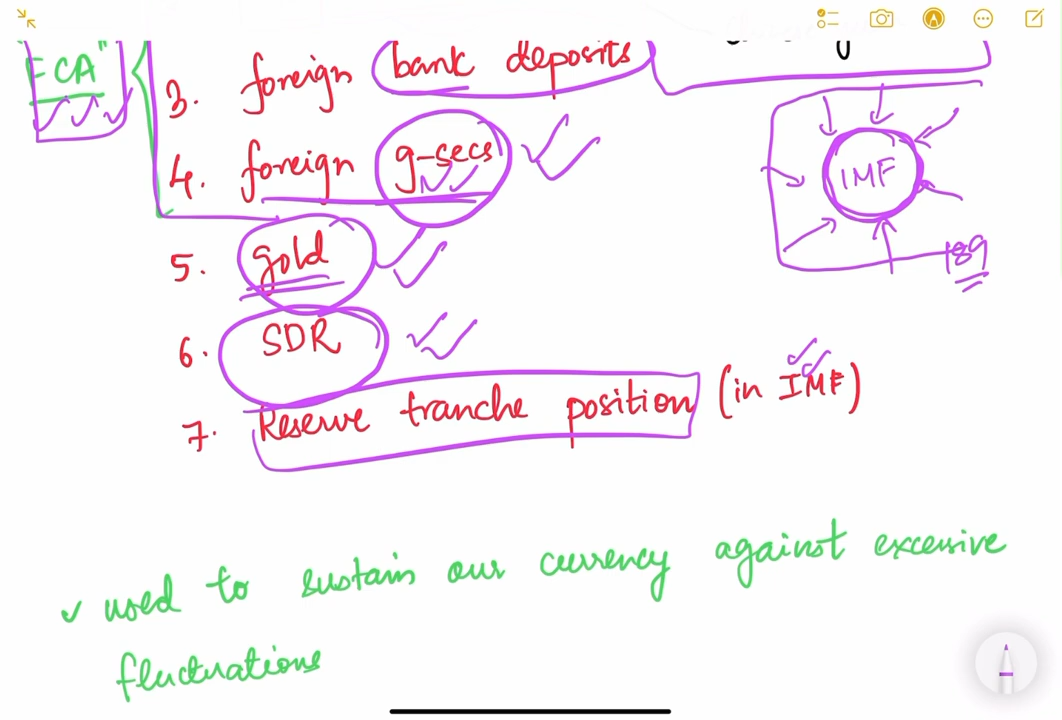 FCA"
3. foreign bank deposits
4. foreign g-secs
IMF
189
5. gold
6. SDR
7. Reserve tranche position (in IMF)
used to sustain our currency against excessive
fluctuations